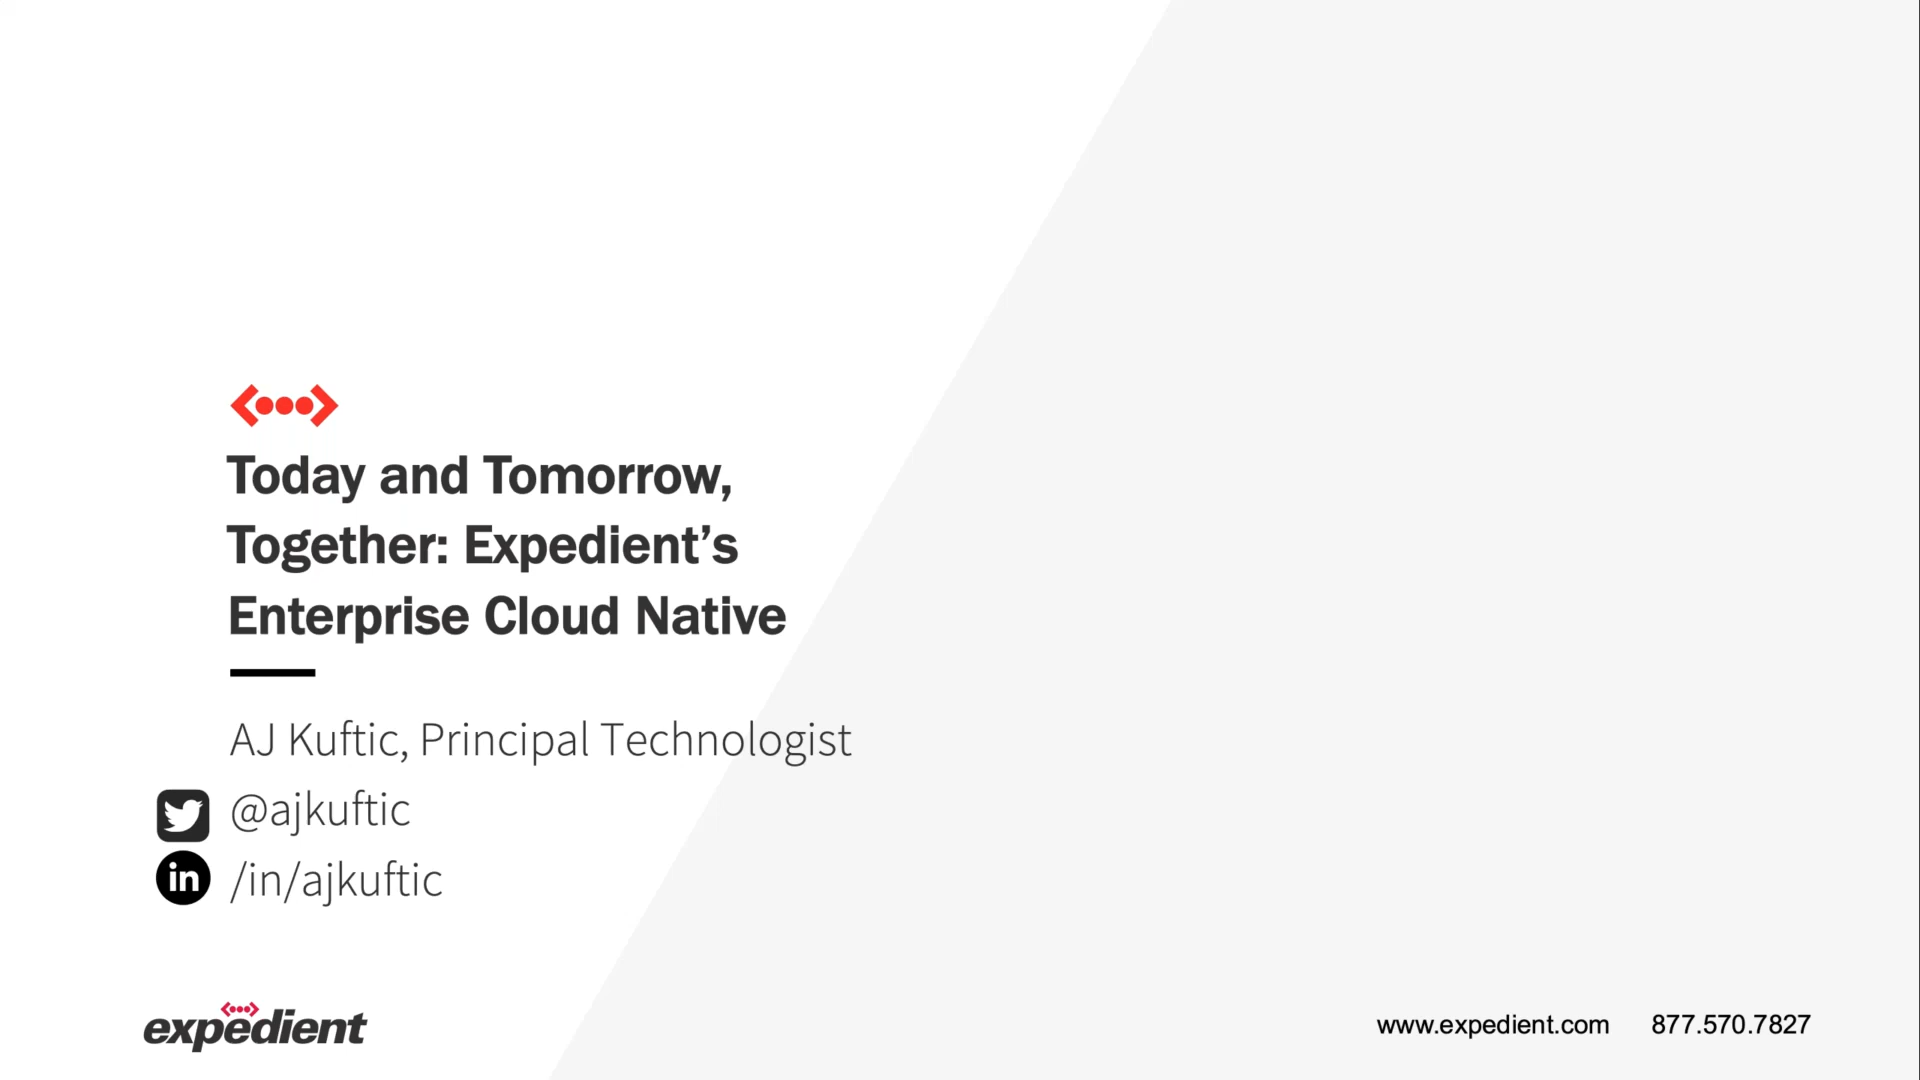 Today and Tomorrow,
Together: Expedient’s
Enterprise Cloud Native
AJ Kuftic, Principal Technologist
@ajkuftic
in /in/ajkuftic
expedient
www.expedient.com 877.570.7827